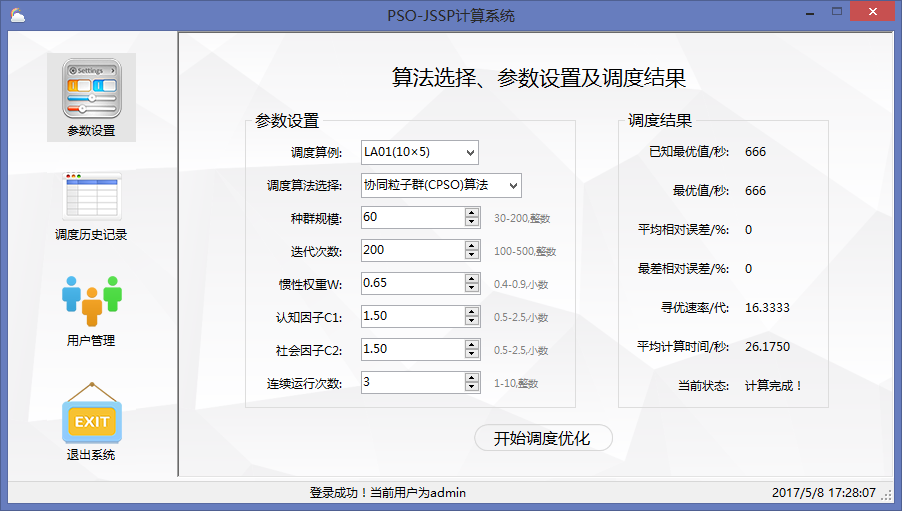 PSO-JSSP计算系统
Settings
参数设置
调度历史记录
用户管理
EXIT
退出系统
算法选择、参数设置及调度结果
参数设置
调度算例: LA01(10×5)
调度算法选择: 协同粒子群(CPSO)算法
种群规模: 60 30-200,整数
迭代次数: 200 100-500,整数
惯性权重W: 0.65 0.4-0.9,小数
认知因子C1: 1.50 0.5-2.5,小数
社会因子C2: 1.50 0.5-2.5,小数
连续运行次数: 3 1-10,整数
调度结果
已知最优值/秒: 666
最优值/秒: 666
平均相对误差/%: 0
最差相对误差/%: 0
寻优速率/代: 16.3333
平均计算时间/秒: 26.1750
当前状态: 计算完成！
开始调度优化
登录成功！当前用户为admin
2017/5/8 17:28:07